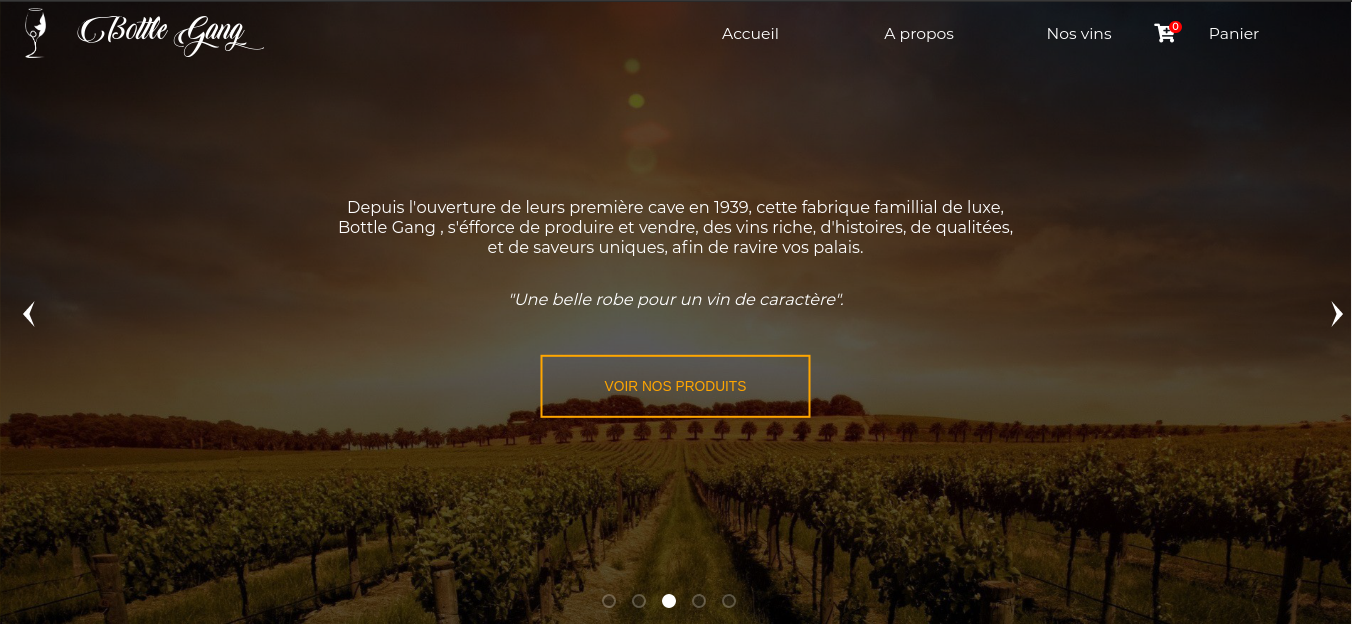 Bottle Gang
Accueil
A propos
Nos vins
0
Panier
Depuis l'ouverture de leurs première cave en 1939, cette fabrique famillial de luxe,
Bottle Gang , s'éfforce de produire et vendre, des vins riche, d'histoires, de qualitées,
et de saveurs uniques, afin de ravire vos palais.
"Une belle robe pour un vin de caractère".
VOIR NOS PRODUITS